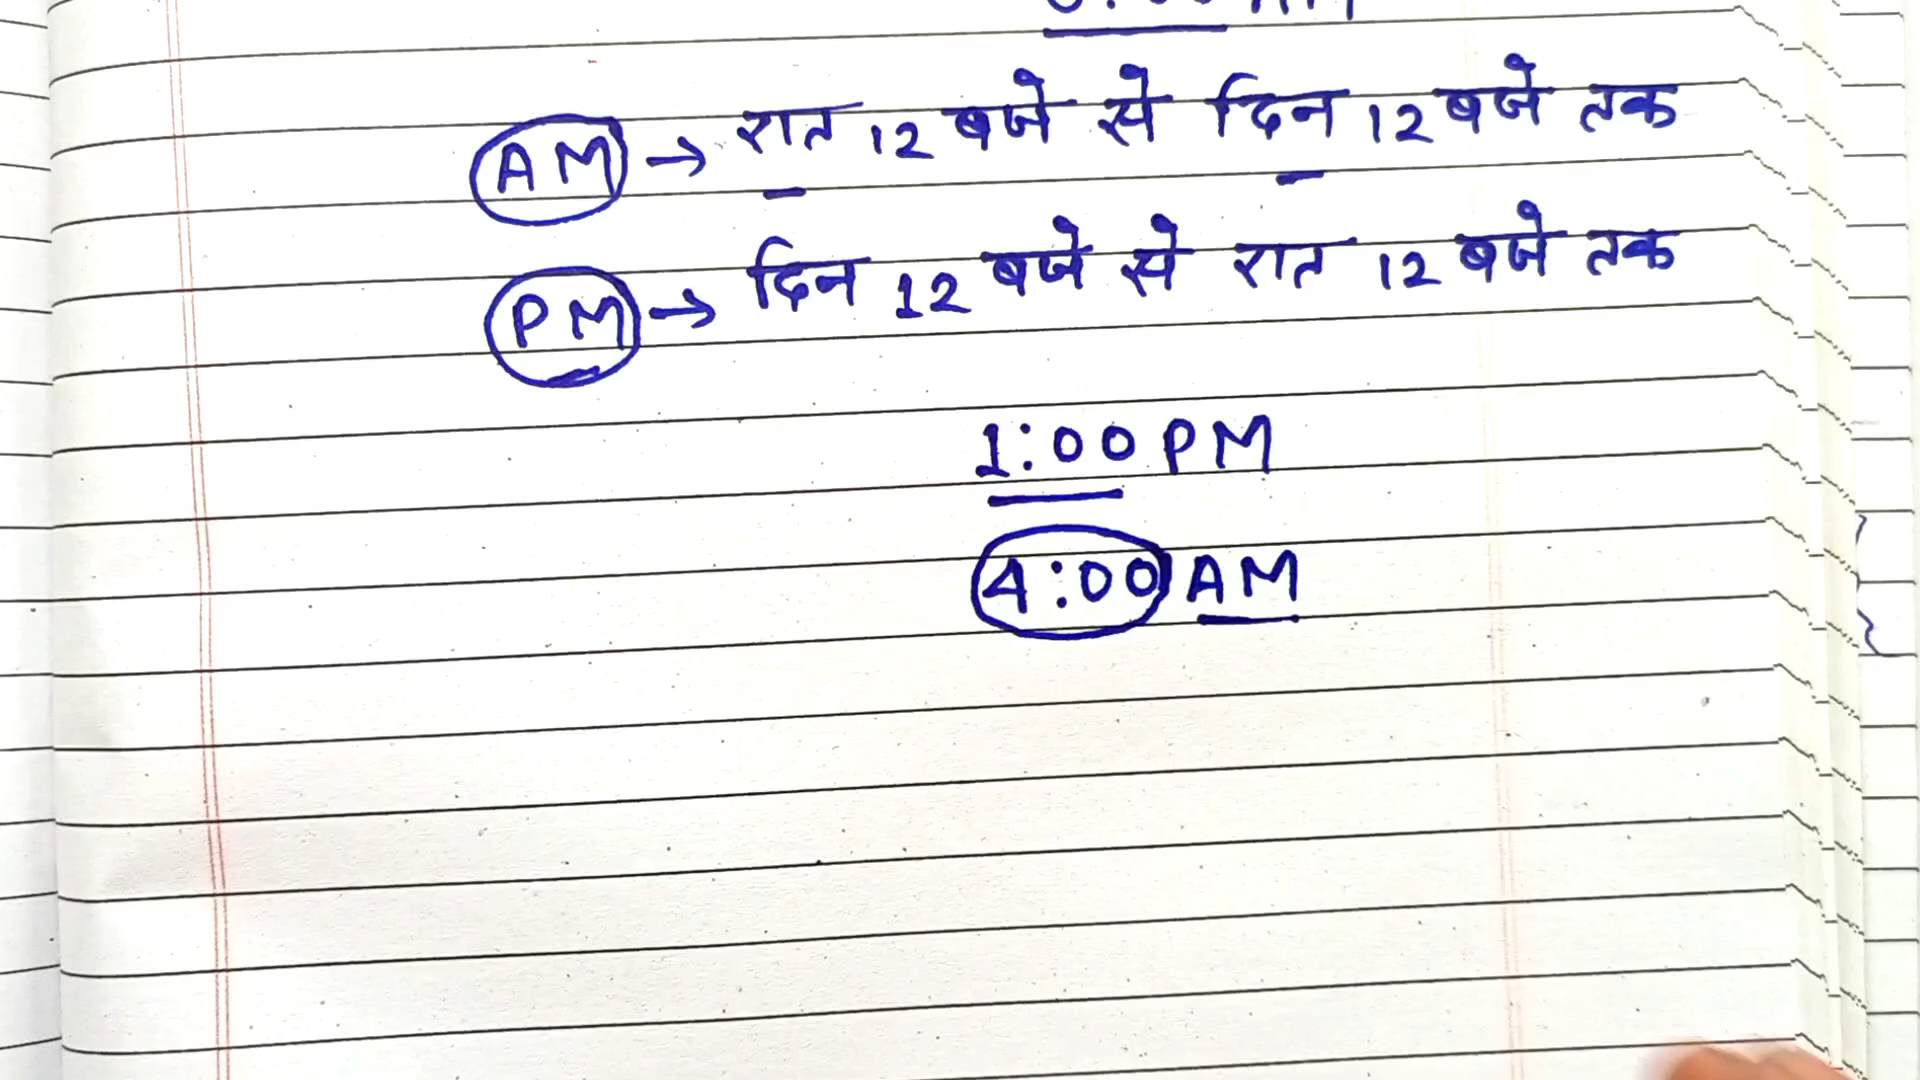 AM → रात 12 बजे से दिन 12 बजे तक
PM → दिन 12 बजे से रात 12 बजे तक
1:00 PM
4:00 AM